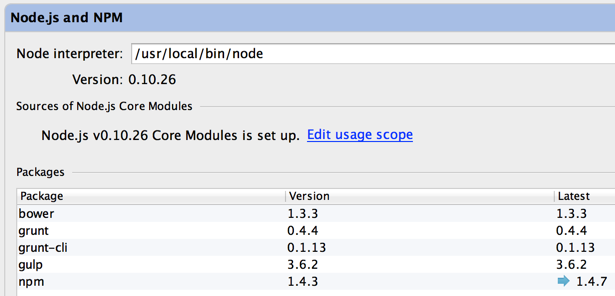 Node.js and NPM
Node interpreter: /usr/local/bin/node
Version: 0.10.26
Sources of Node.js Core Modules
Node.js v0.10.26 Core Modules is set up. Edit usage scope
Packages
Package Version Latest
bower 1.3.3 1.3.3
grunt 0.4.4 0.4.4
grunt-cli 0.1.13 0.1.13
gulp 3.6.2 3.6.2
npm 1.4.3 1.4.7